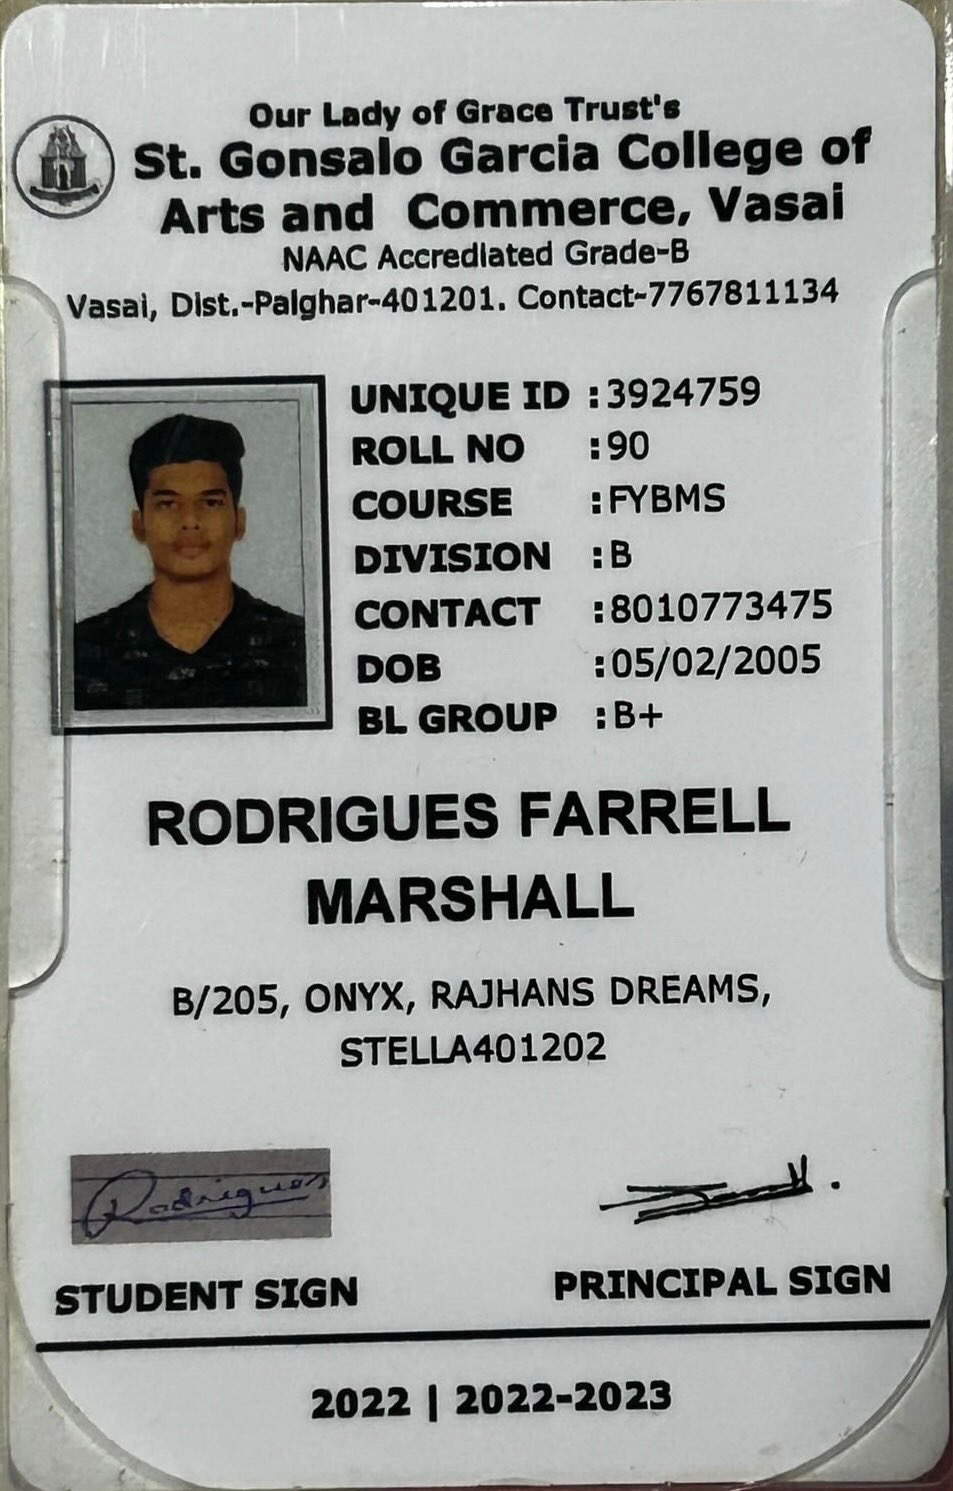 Our Lady of Grace Trust's
St. Gonsalo Garcia College of
Arts and Commerce, Vasai
NAAC Accrediated Grade-B
Vasai, Dist.-Palghar-401201. Contact-7767811134
UNIQUE ID :3924759
ROLL NO :90
COURSE :FYBMS
DIVISION :B
CONTACT :8010773475
DOB :05/02/2005
BL GROUP :B+
RODRIGUES FARRELL
MARSHALL
B/205, ONYX, RAJHANS DREAMS,
STELLA401202
Rodrigues
STUDENT SIGN PRINCIPAL SIGN
2022 | 2022-2023